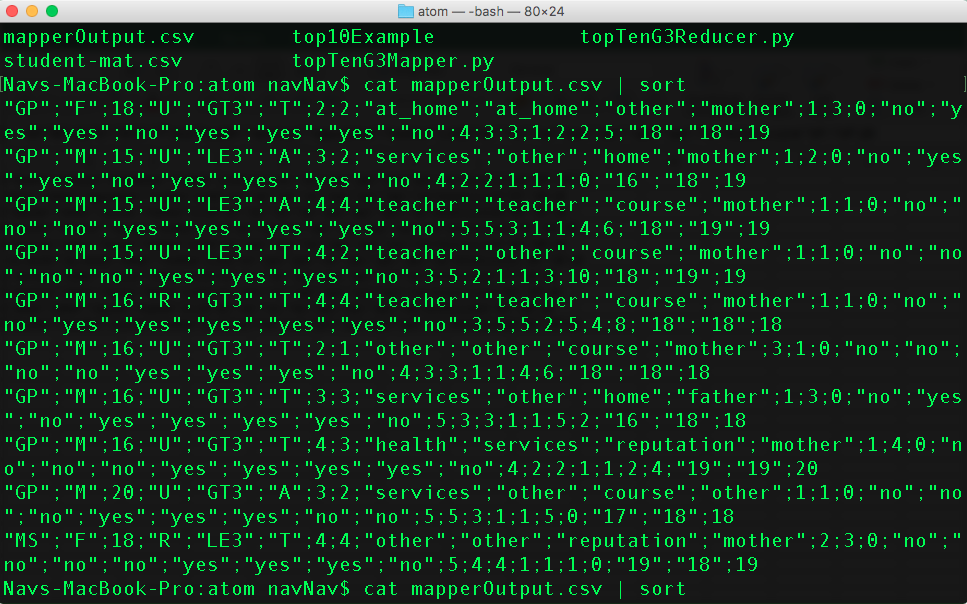 atom — -bash — 80×24
mapperOutput.csv top10Example topTenG3Reducer.py
student-mat.csv topTenG3Mapper.py
[Navs-MacBook-Pro:atom navNav$ cat mapperOutput.csv | sort ]
"GP";"F";18;"U";"GT3";"T";2;2;"at_home";"at_home";"other";"mother";1;3;0;"no";"y
es";"yes";"no";"yes";"yes";"yes";"no";4;3;3;1;2;2;5;"18";"18";19
"GP";"M";15;"U";"LE3";"A";3;2;"services";"other";"home";"mother";1;2;0;"no";"yes
";"yes";"no";"yes";"yes";"yes";"no";4;2;2;1;1;1;0;"16";"18";19
"GP";"M";15;"U";"LE3";"A";4;4;"teacher";"teacher";"course";"mother";1;1;0;"no";"
no";"no";"yes";"yes";"yes";"yes";"no";5;5;3;1;1;4;6;"18";"19";19
"GP";"M";15;"U";"LE3";"T";4;2;"teacher";"other";"course";"mother";1;1;0;"no";"no
";"no";"no";"yes";"yes";"yes";"no";3;5;2;1;1;3;10;"18";"19";19
"GP";"M";16;"R";"GT3";"T";4;4;"teacher";"teacher";"course";"mother";1;1;0;"no";"
no";"yes";"yes";"yes";"yes";"yes";"no";3;5;5;2;5;4;8;"18";"18";18
"GP";"M";16;"U";"GT3";"T";2;1;"other";"other";"course";"mother";3;1;0;"no";"no";
"no";"no";"yes";"yes";"yes";"no";4;3;3;1;1;4;6;"18";"18";18
"GP";"M";16;"U";"GT3";"T";3;3;"services";"other";"home";"father";1;3;0;"no";"yes
";"no";"yes";"yes";"yes";"yes";"no";5;3;3;1;1;5;2;"16";"18";18
"GP";"M";16;"U";"GT3";"T";4;3;"health";"services";"reputation";"mother";1;4;0;"n
o";"no";"no";"yes";"yes";"yes";"yes";"no";4;2;2;1;1;2;4;"19";"19";20
"GP";"M";20;"U";"GT3";"A";3;2;"services";"other";"course";"other";1;1;0;"no";"no
";"no";"yes";"yes";"yes";"no";"no";5;5;3;1;1;5;0;"17";"18";18
"MS";"F";18;"R";"LE3";"T";4;4;"other";"other";"reputation";"mother";2;3;0;"no";"
no";"no";"no";"yes";"yes";"yes";"no";5;4;4;1;1;1;0;"19";"18";19
Navs-MacBook-Pro:atom navNav$ cat mapperOutput.csv | sort